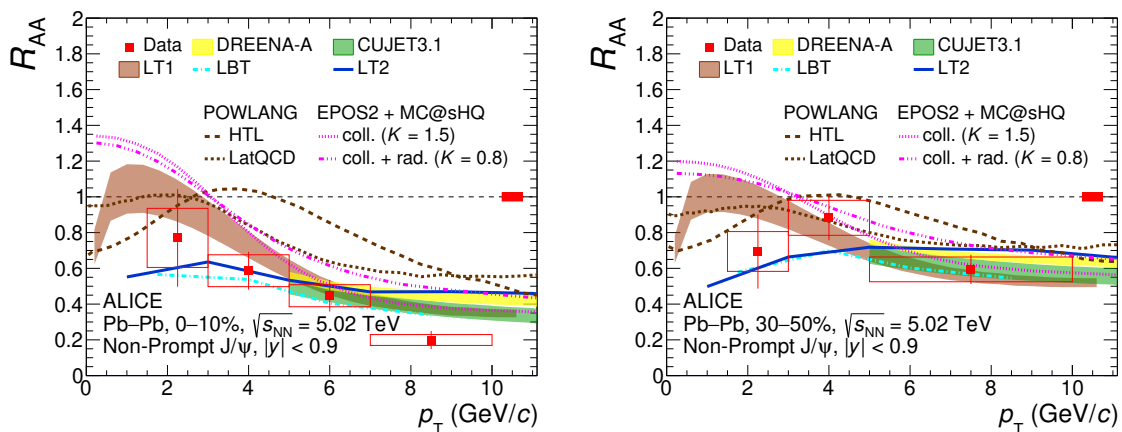 R_AA
2
1.8
1.6
1.4
1.2
1
0.8
0.6
0.4
0.2
0
Data DREENA-A CUJET3.1
LT1 LBT LT2
POWLANG EPOS2 + MC@sHQ
HTL coll. (K = 1.5)
LatQCD coll. + rad. (K = 0.8)
ALICE
Pb–Pb, 0–10%, √s_NN = 5.02 TeV
Non-Prompt J/ψ, |y| < 0.9
0 2 4 6 8 10
p_T (GeV/c)
R_AA
2
1.8
1.6
1.4
1.2
1
0.8
0.6
0.4
0.2
0
Data DREENA-A CUJET3.1
LT1 LBT LT2
POWLANG EPOS2 + MC@sHQ
HTL coll. (K = 1.5)
LatQCD coll. + rad. (K = 0.8)
ALICE
Pb–Pb, 30–50%, √s_NN = 5.02 TeV
Non-Prompt J/ψ, |y| < 0.9
0 2 4 6 8 10
p_T (GeV/c)